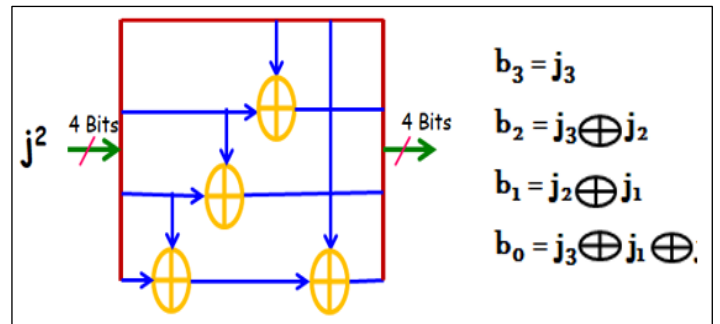 j² 4 Bits 4 Bits
b₃ = j₃
b₂ = j₃⊕j₂
b₁ = j₂⊕j₁
b₀ = j₃⊕j₁⊕